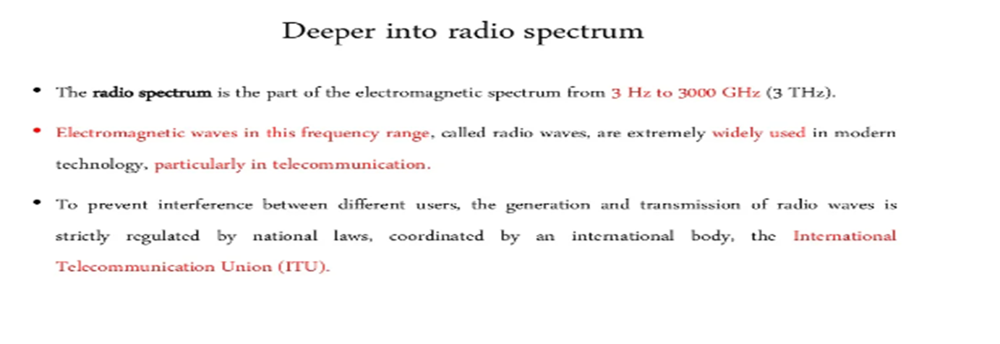 Deeper into radio spectrum
• The radio spectrum is the part of the electromagnetic spectrum from 3 Hz to 3000 GHz (3 THz).
• Electromagnetic waves in this frequency range, called radio waves, are extremely widely used in modern
technology, particularly in telecommunication.
• To prevent interference between different users, the generation and transmission of radio waves is
strictly regulated by national laws, coordinated by an international body, the International
Telecommunication Union (ITU).